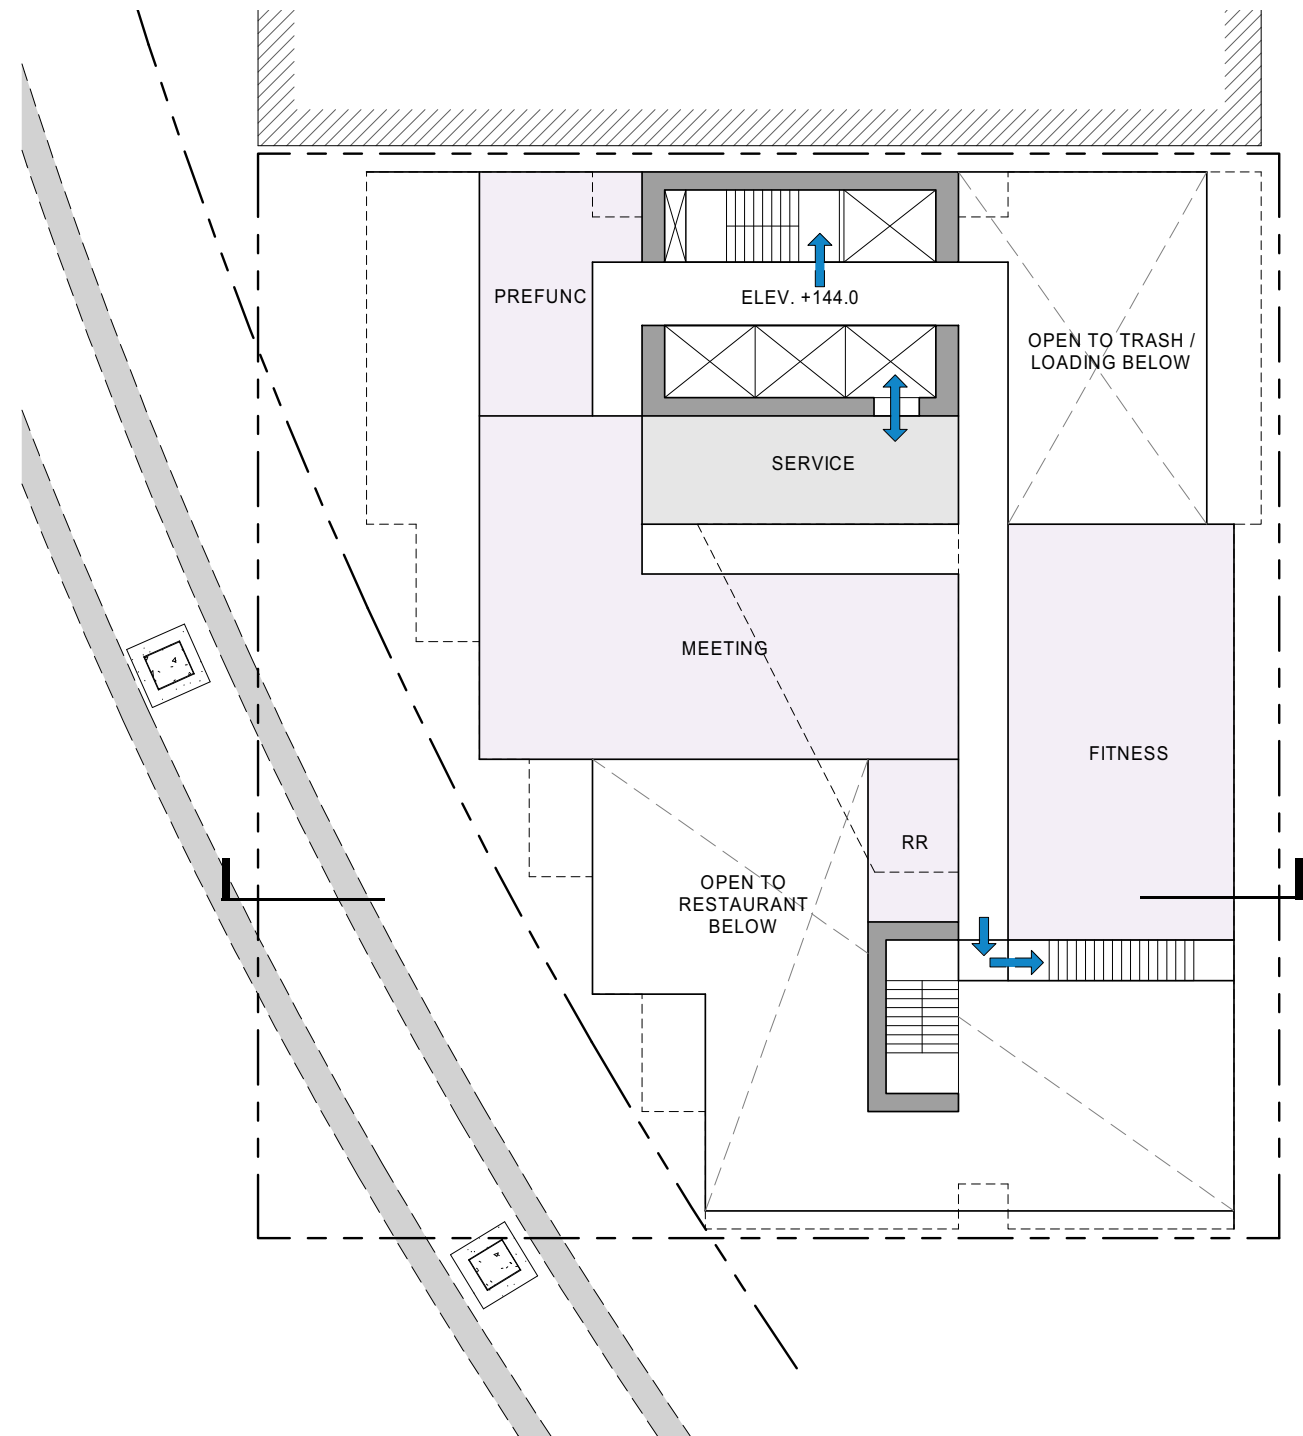 PREFUNC
ELEV. +144.0
OPEN TO TRASH /
LOADING BELOW
SERVICE
MEETING
FITNESS
RR
OPEN TO
RESTAURANT
BELOW